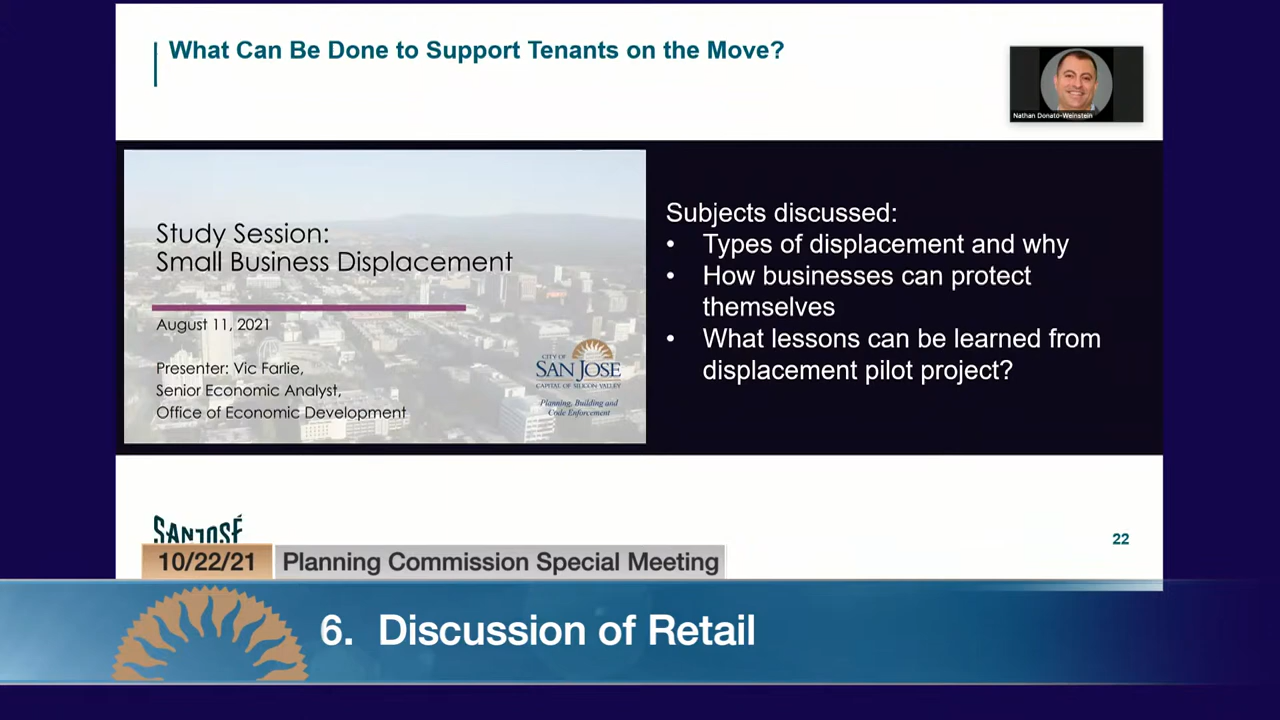 What Can Be Done to Support Tenants on the Move?
Nathan Donato-Weinstein
Study Session:
Small Business Displacement
August 11, 2021
Presenter: Vic Farlie,
Senior Economic Analyst,
Office of Economic Development
CITY OF
SAN JOSE
CAPITAL OF SILICON VALLEY
Planning, Building and
Code Enforcement
Subjects discussed:
• Types of displacement and why
• How businesses can protect
themselves
• What lessons can be learned from
displacement pilot project?
SAN JOSÉ
22
10/22/21 Planning Commission Special Meeting
6. Discussion of Retail